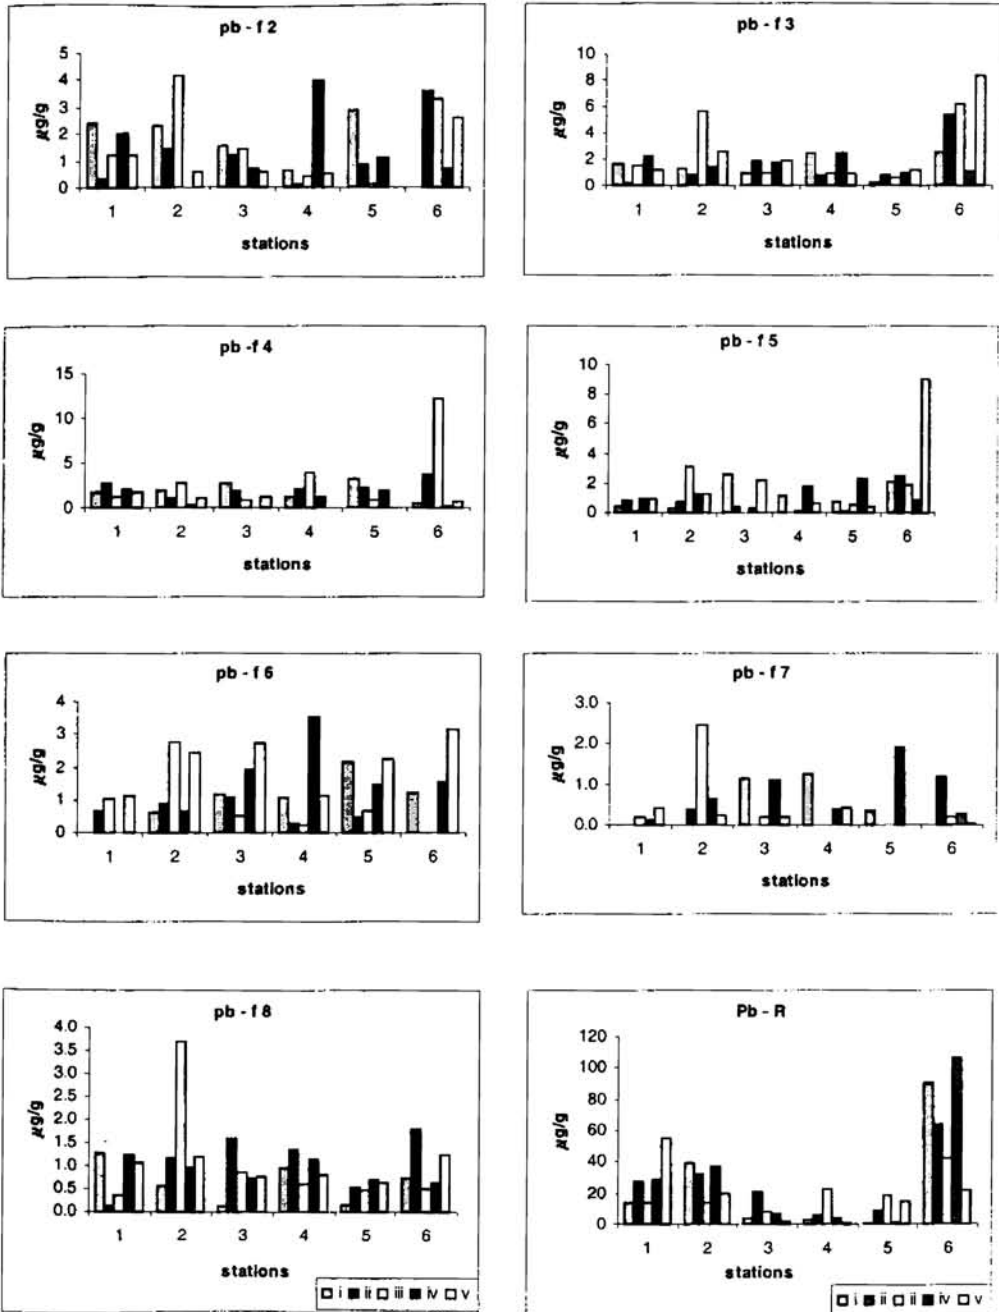 pb - f 2
5
4
3
2
1
0
µg/g
1 2 3 4 5 6
stations
pb - f 3
10
8
6
4
2
0
µg/g
1 2 3 4 5 6
stations
pb -f 4
15
10
5
0
µg/g
1 2 3 4 5 6
stations
pb - f 5
10
8
6
4
2
0
µg/g
1 2 3 4 5 6
stations
pb - f 6
4
3
2
1
0
µg/g
1 2 3 4 5 6
stations
pb - f 7
3.0
2.0
1.0
0.0
µg/g
1 2 3 4 5 6
stations
pb - f 8
4.0
3.5
3.0
2.5
2.0
1.5
1.0
0.5
0.0
µg/g
1 2 3 4 5 6
stations
i ii iii iv v
Pb - R
120
100
80
60
40
20
0
µg/g
1 2 3 4 5 6
stations
i ii ii iv v